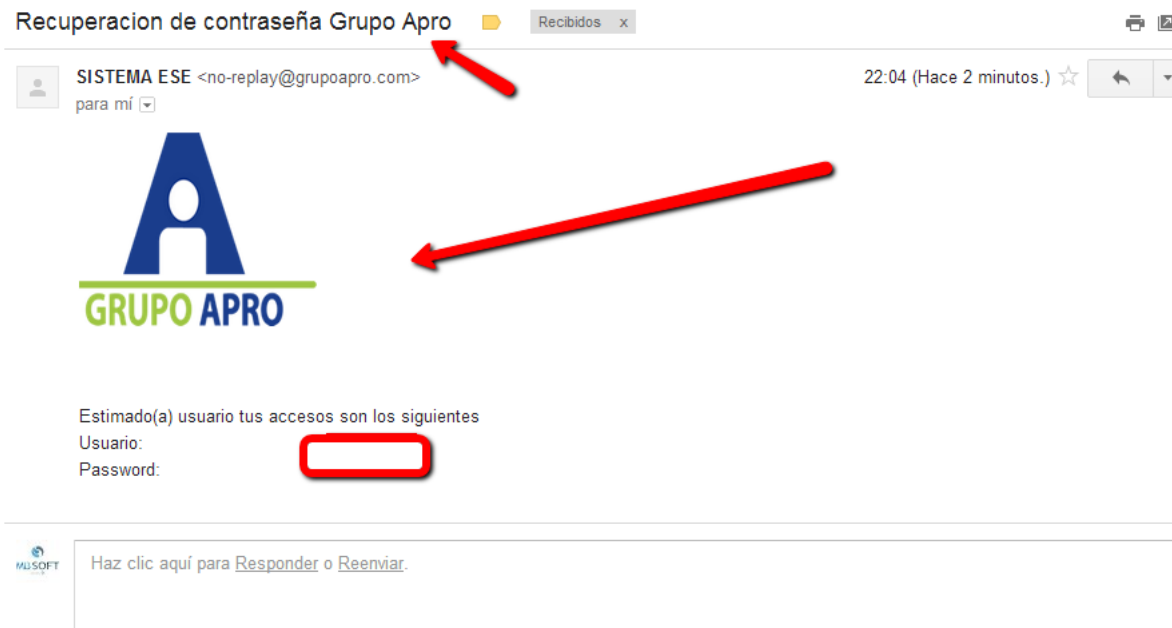 Recuperacion de contraseña Grupo Apro Recibidos x
SISTEMA ESE <no-replay@grupoapro.com> 22:04 (Hace 2 minutos.)
para mí
GRUPO APRO
Estimado(a) usuario tus accesos son los siguientes
Usuario:
Password:
MUSOFT
Haz clic aquí para Responder o Reenviar.